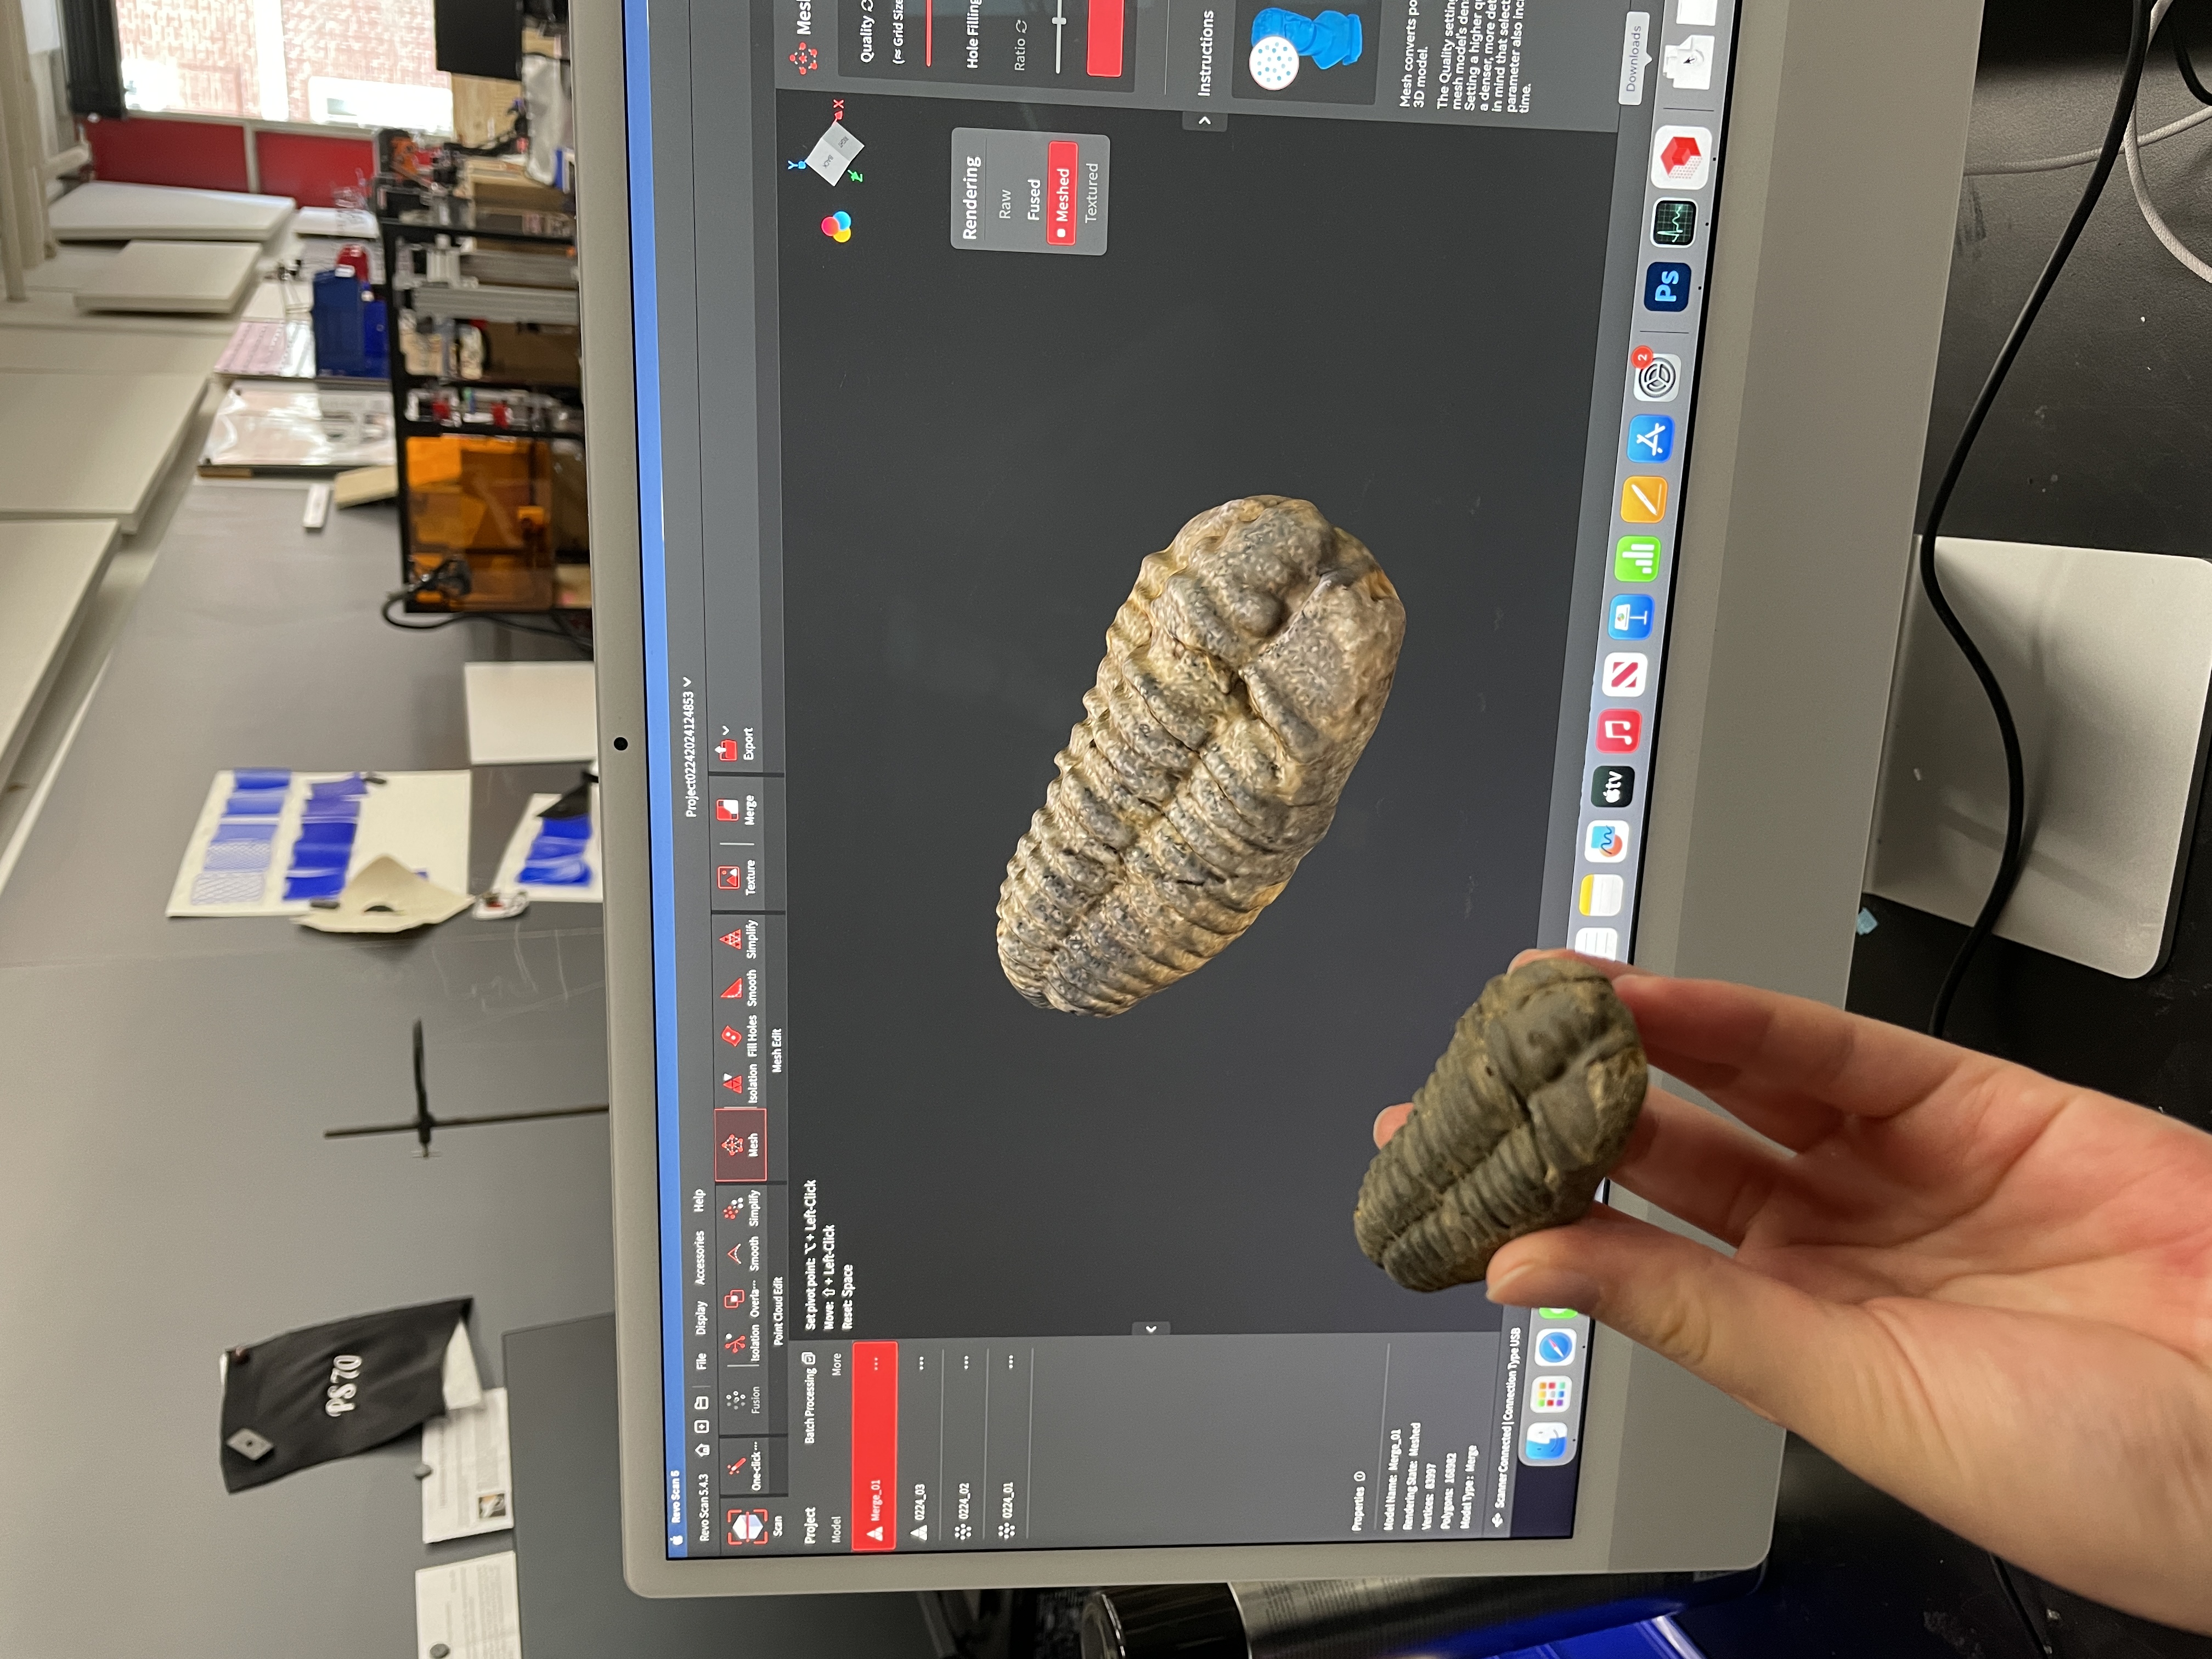 PS70
Revo Scan 5
Revo Scan 5.4.3
File
Display
Accessories
Help
Project02242024124853
Scan
One-click ···
Fusion
Isolation
Overla···
Smooth
Simplify
Point Cloud Edit
Mesh
Isolation
Fill Holes
Smooth
Simplify
Mesh Edit
Texture
Merge
Export
Project
Batch Processing
Model
More
Merge_01
0224_03
0224_02
0224_01
Set pivot point: ⌥ + Left-Click
Move: ⇧ + Left-Click
Reset: Space
Y
X
Z
BACK
RIGHT
Rendering
Raw
Fused
Meshed
Textured
Mesh
Quality
(≈ Grid Size
Hole Filling
Ratio
Instructions
Mesh converts po
3D model.
The Quality settin
mesh model's den
Setting a higher qu
a denser, more det
in mind that select
parameter also inc
time.
Properties
Model Name: Merge_01
Rendering State: Meshed
Vertices: 83997
Polygons: 168982
Model Type: Merge
Scanner Connected | Connection Type USB
tv
2
Ps
Downloads